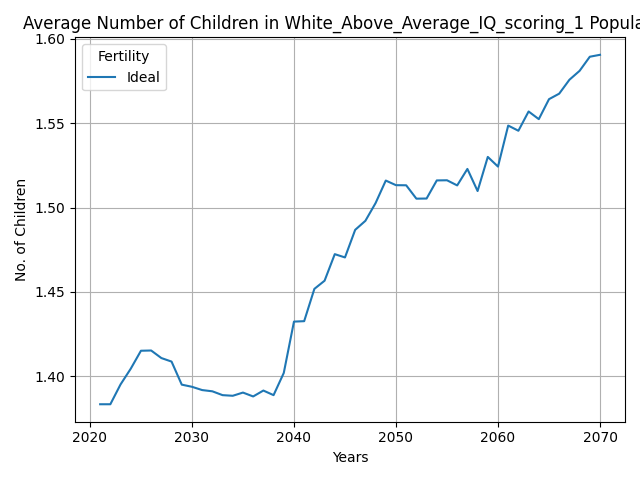 Average Number of Children in White_Above_Average_IQ_scoring_1 Popula
Fertility
Ideal
1.60
1.55
1.50
1.45
1.40
No. of Children
2020 2030 2040 2050 2060 2070
Years